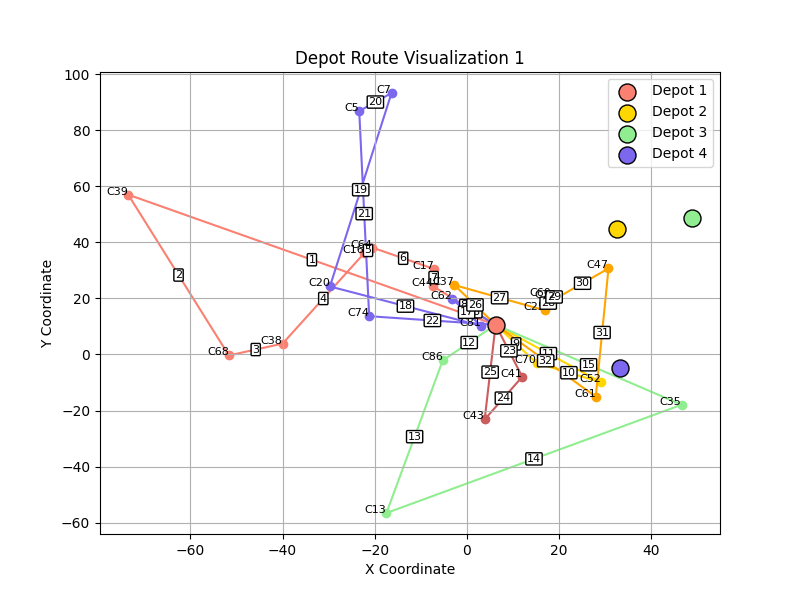 Depot Route Visualization 1
100
80
60
40
20
0
−20
−40
−60
−60
−40
−20
0
20
40
Y Coordinate
X Coordinate
Depot 1
Depot 2
Depot 3
Depot 4
C7
C5
20
C39
19
21
C64
C16
5
6
1
C17
2
7
C47
C44
C37
C20
30
4
C62
27
29
18
26
C74
17
22
C81
31
12
C38
3
C68
9
23
11
C86
C70
32
15
25
10
C41
C52
C61
24
C35
C43
13
14
C13